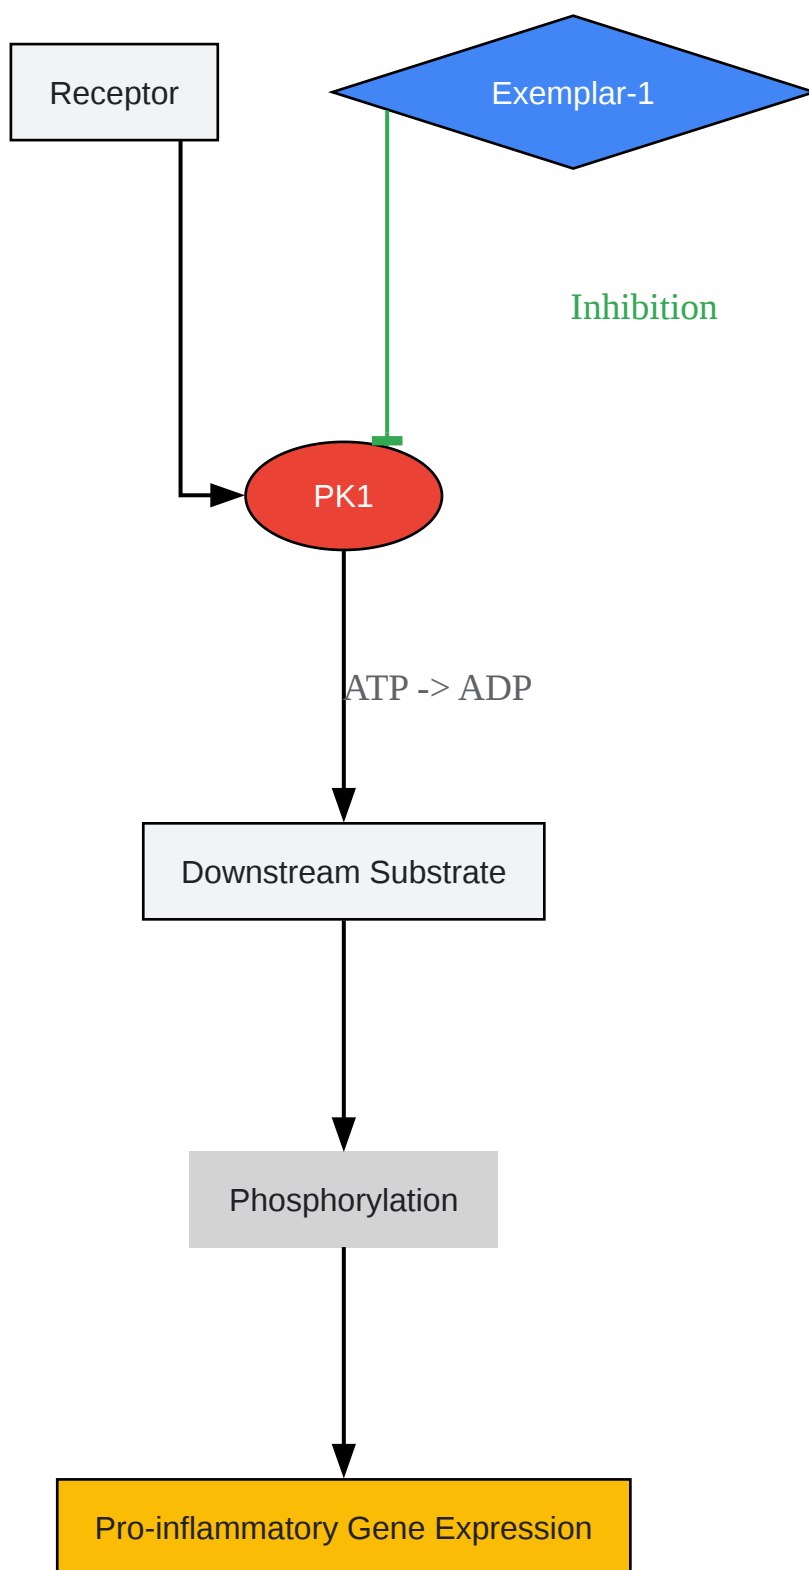 Receptor
Exemplar-1
Inhibition
PK1
ATP -> ADP
Downstream Substrate
Phosphorylation
Pro-inflammatory Gene Expression